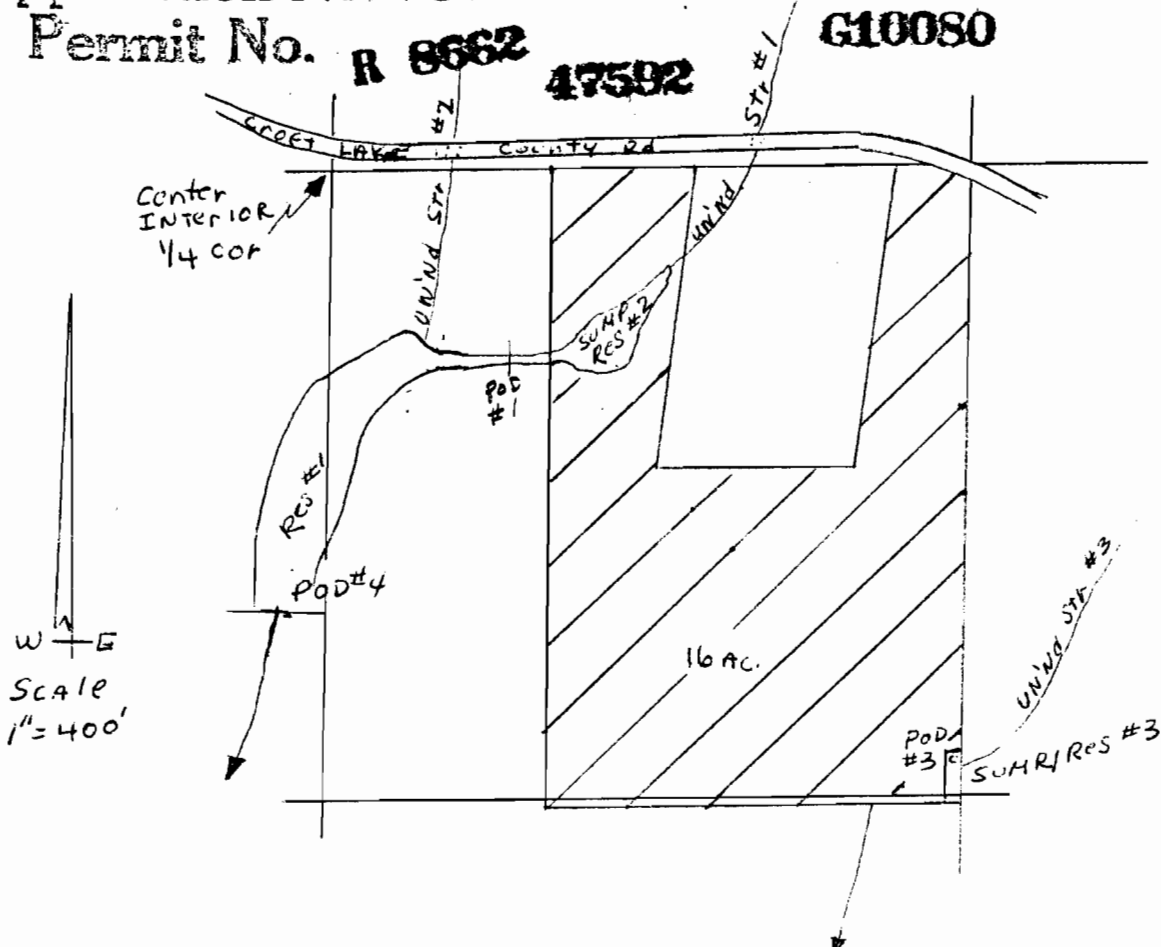 Permit No. R 8662 47592 G10080
UN'Nd Str #2
UN'Nd Str #1
LAKE County Rd
Center
INTERIOR
1/4 cor
SUMP
RES #2
POD
#1
RES #1
POD #4
W N E
Scale
1"=400'
16 AC.
UN'Nd Str #3
POD
#3
SUMP/RES #3